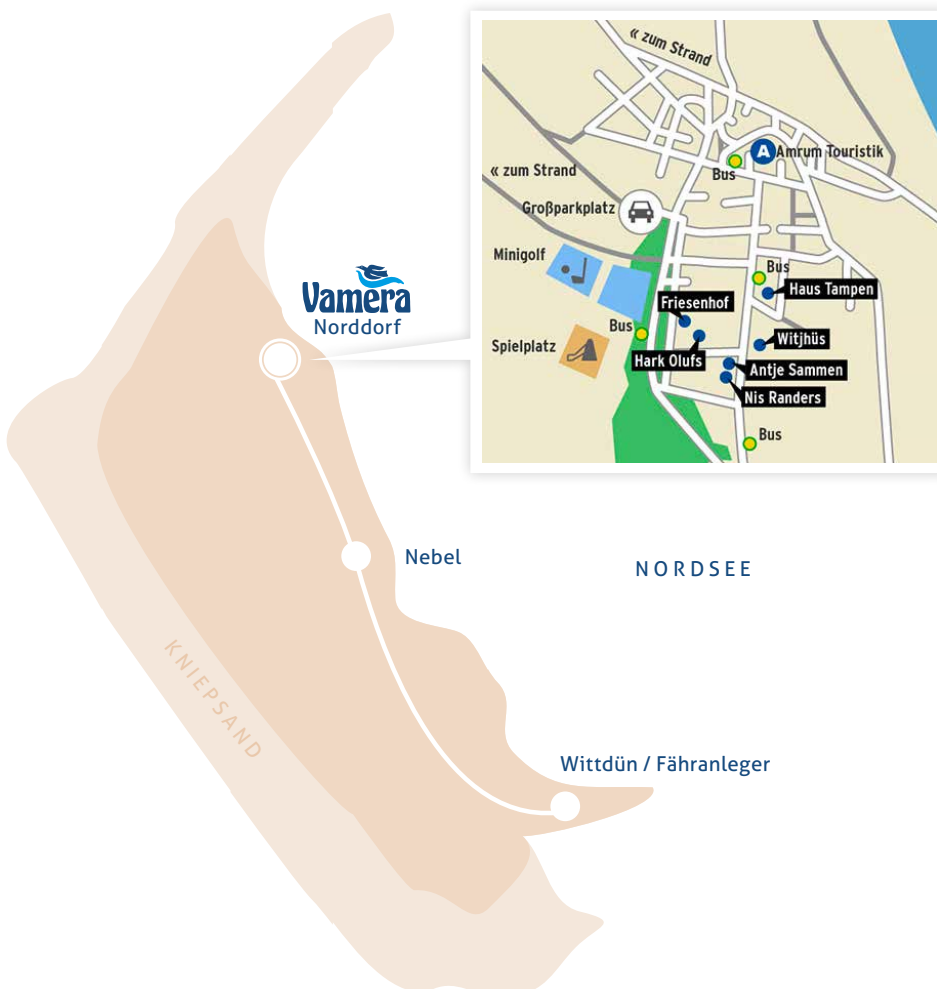 « zum Strand
A
Amrum Touristik
Bus
« zum Strand
Großparkplatz
Minigolf
Bus
Haus Tampen
Friesenhof
Bus
Witjhüs
Spielplatz
Hark Olufs
Antje Sammen
Nis Randers
Bus
Vamera
Norddorf
Nebel
NORDSEE
KNIEPSAND
Wittdün / Fähranleger